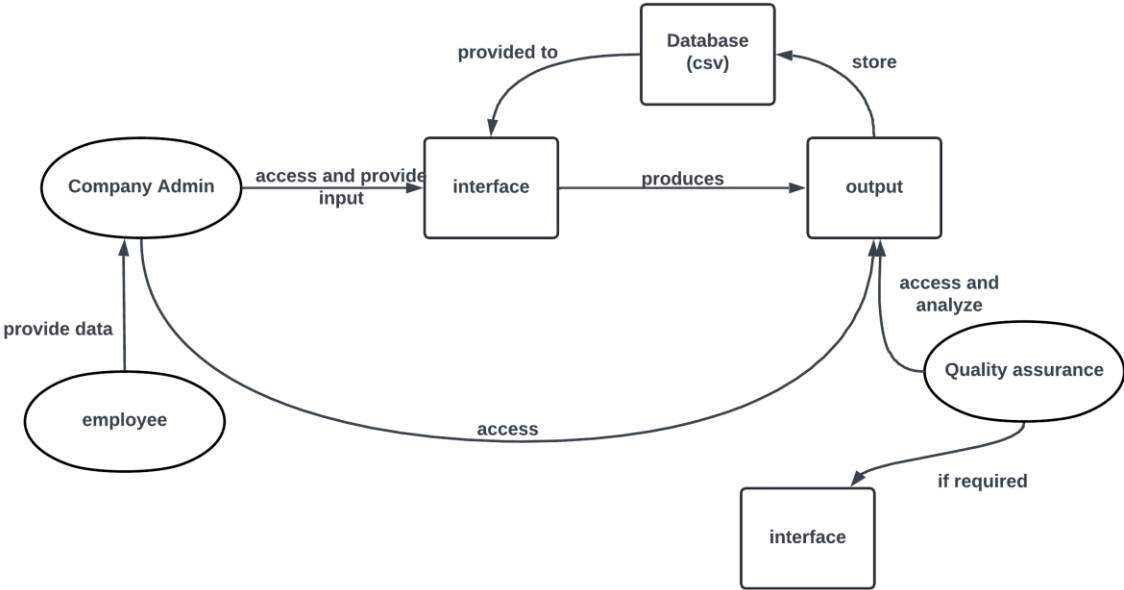 Database
(csv)
provided to
store
Company Admin
access and provide
input
interface
produces
output
access and
analyze
provide data
Quality assurance
employee
access
if required
interface